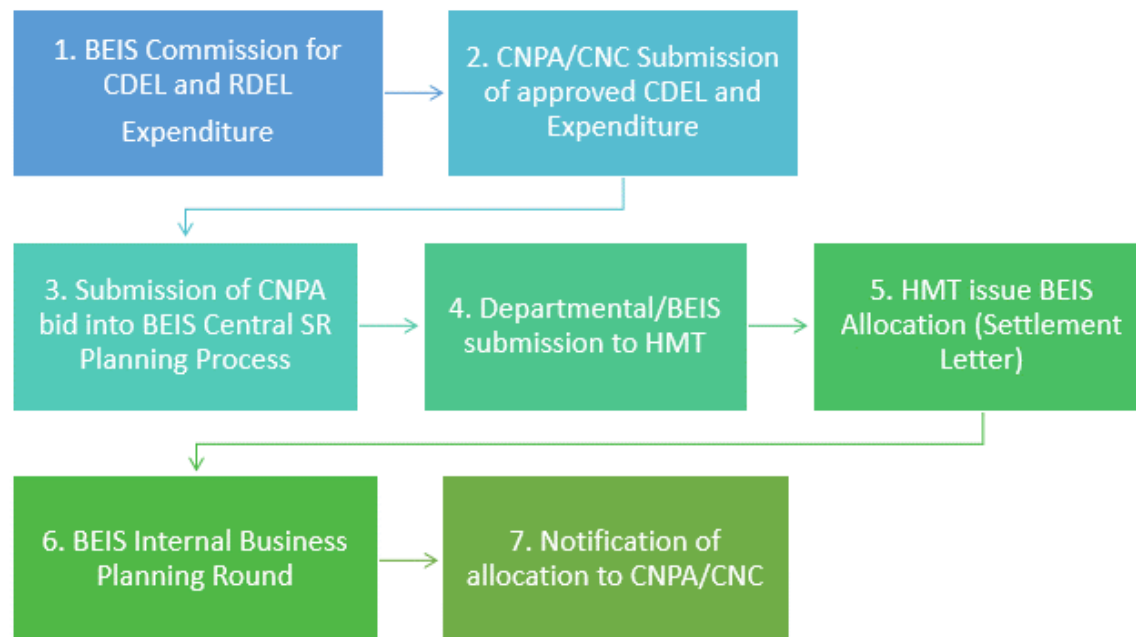 1. BEIS Commission for
CDEL and RDEL
Expenditure
2. CNPA/CNC Submission
of approved CDEL and
Expenditure
3. Submission of CNPA
bid into BEIS Central SR
Planning Process
4. Departmental/BEIS
submission to HMT
5. HMT issue BEIS
Allocation (Settlement
Letter)
6. BEIS Internal Business
Planning Round
7. Notification of
allocation to CNPA/CNC